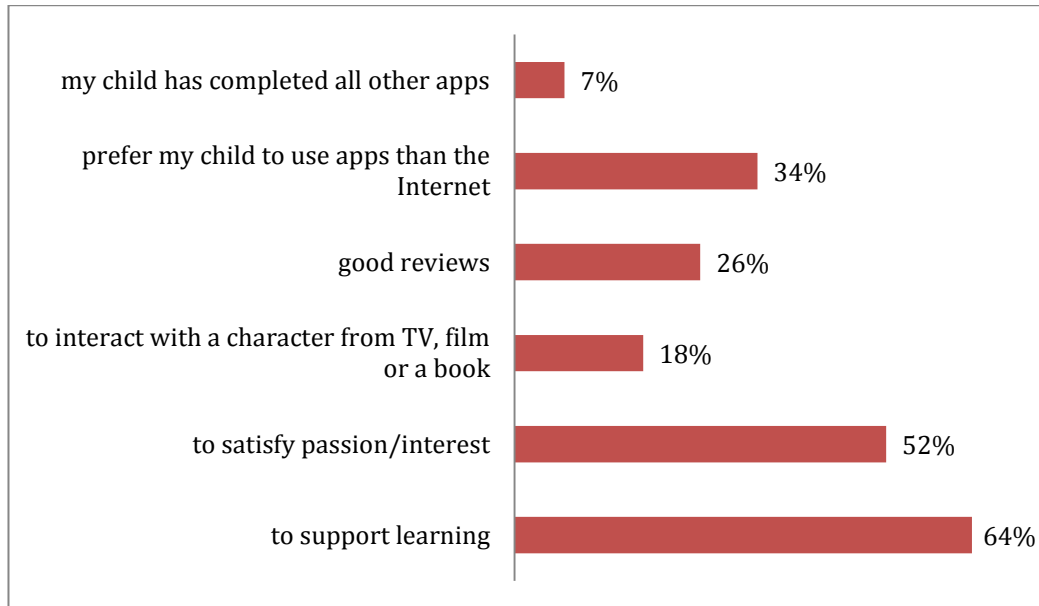 my child has completed all other apps
7%
prefer my child to use apps than the
Internet
34%
good reviews
26%
to interact with a character from TV, film
or a book
18%
to satisfy passion/interest
52%
to support learning
64%